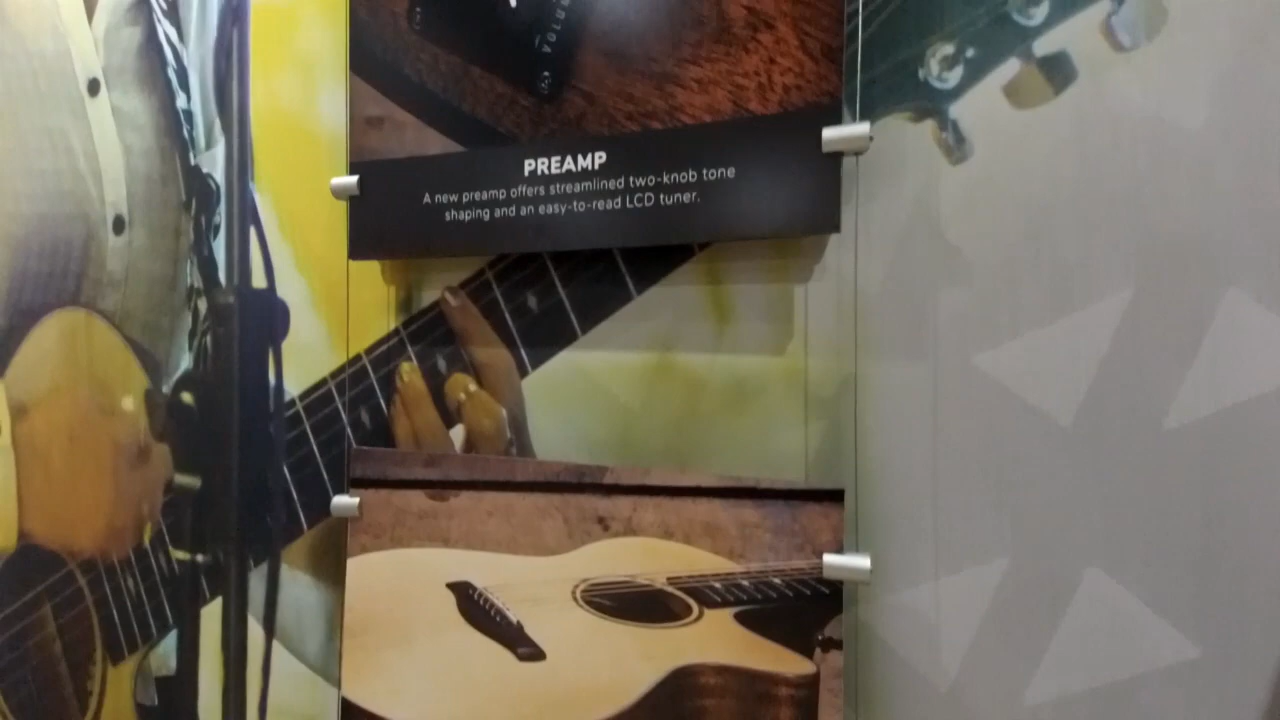 PREAMP
A new preamp offers streamlined two-knob tone
shaping and an easy-to-read LCD tuner.